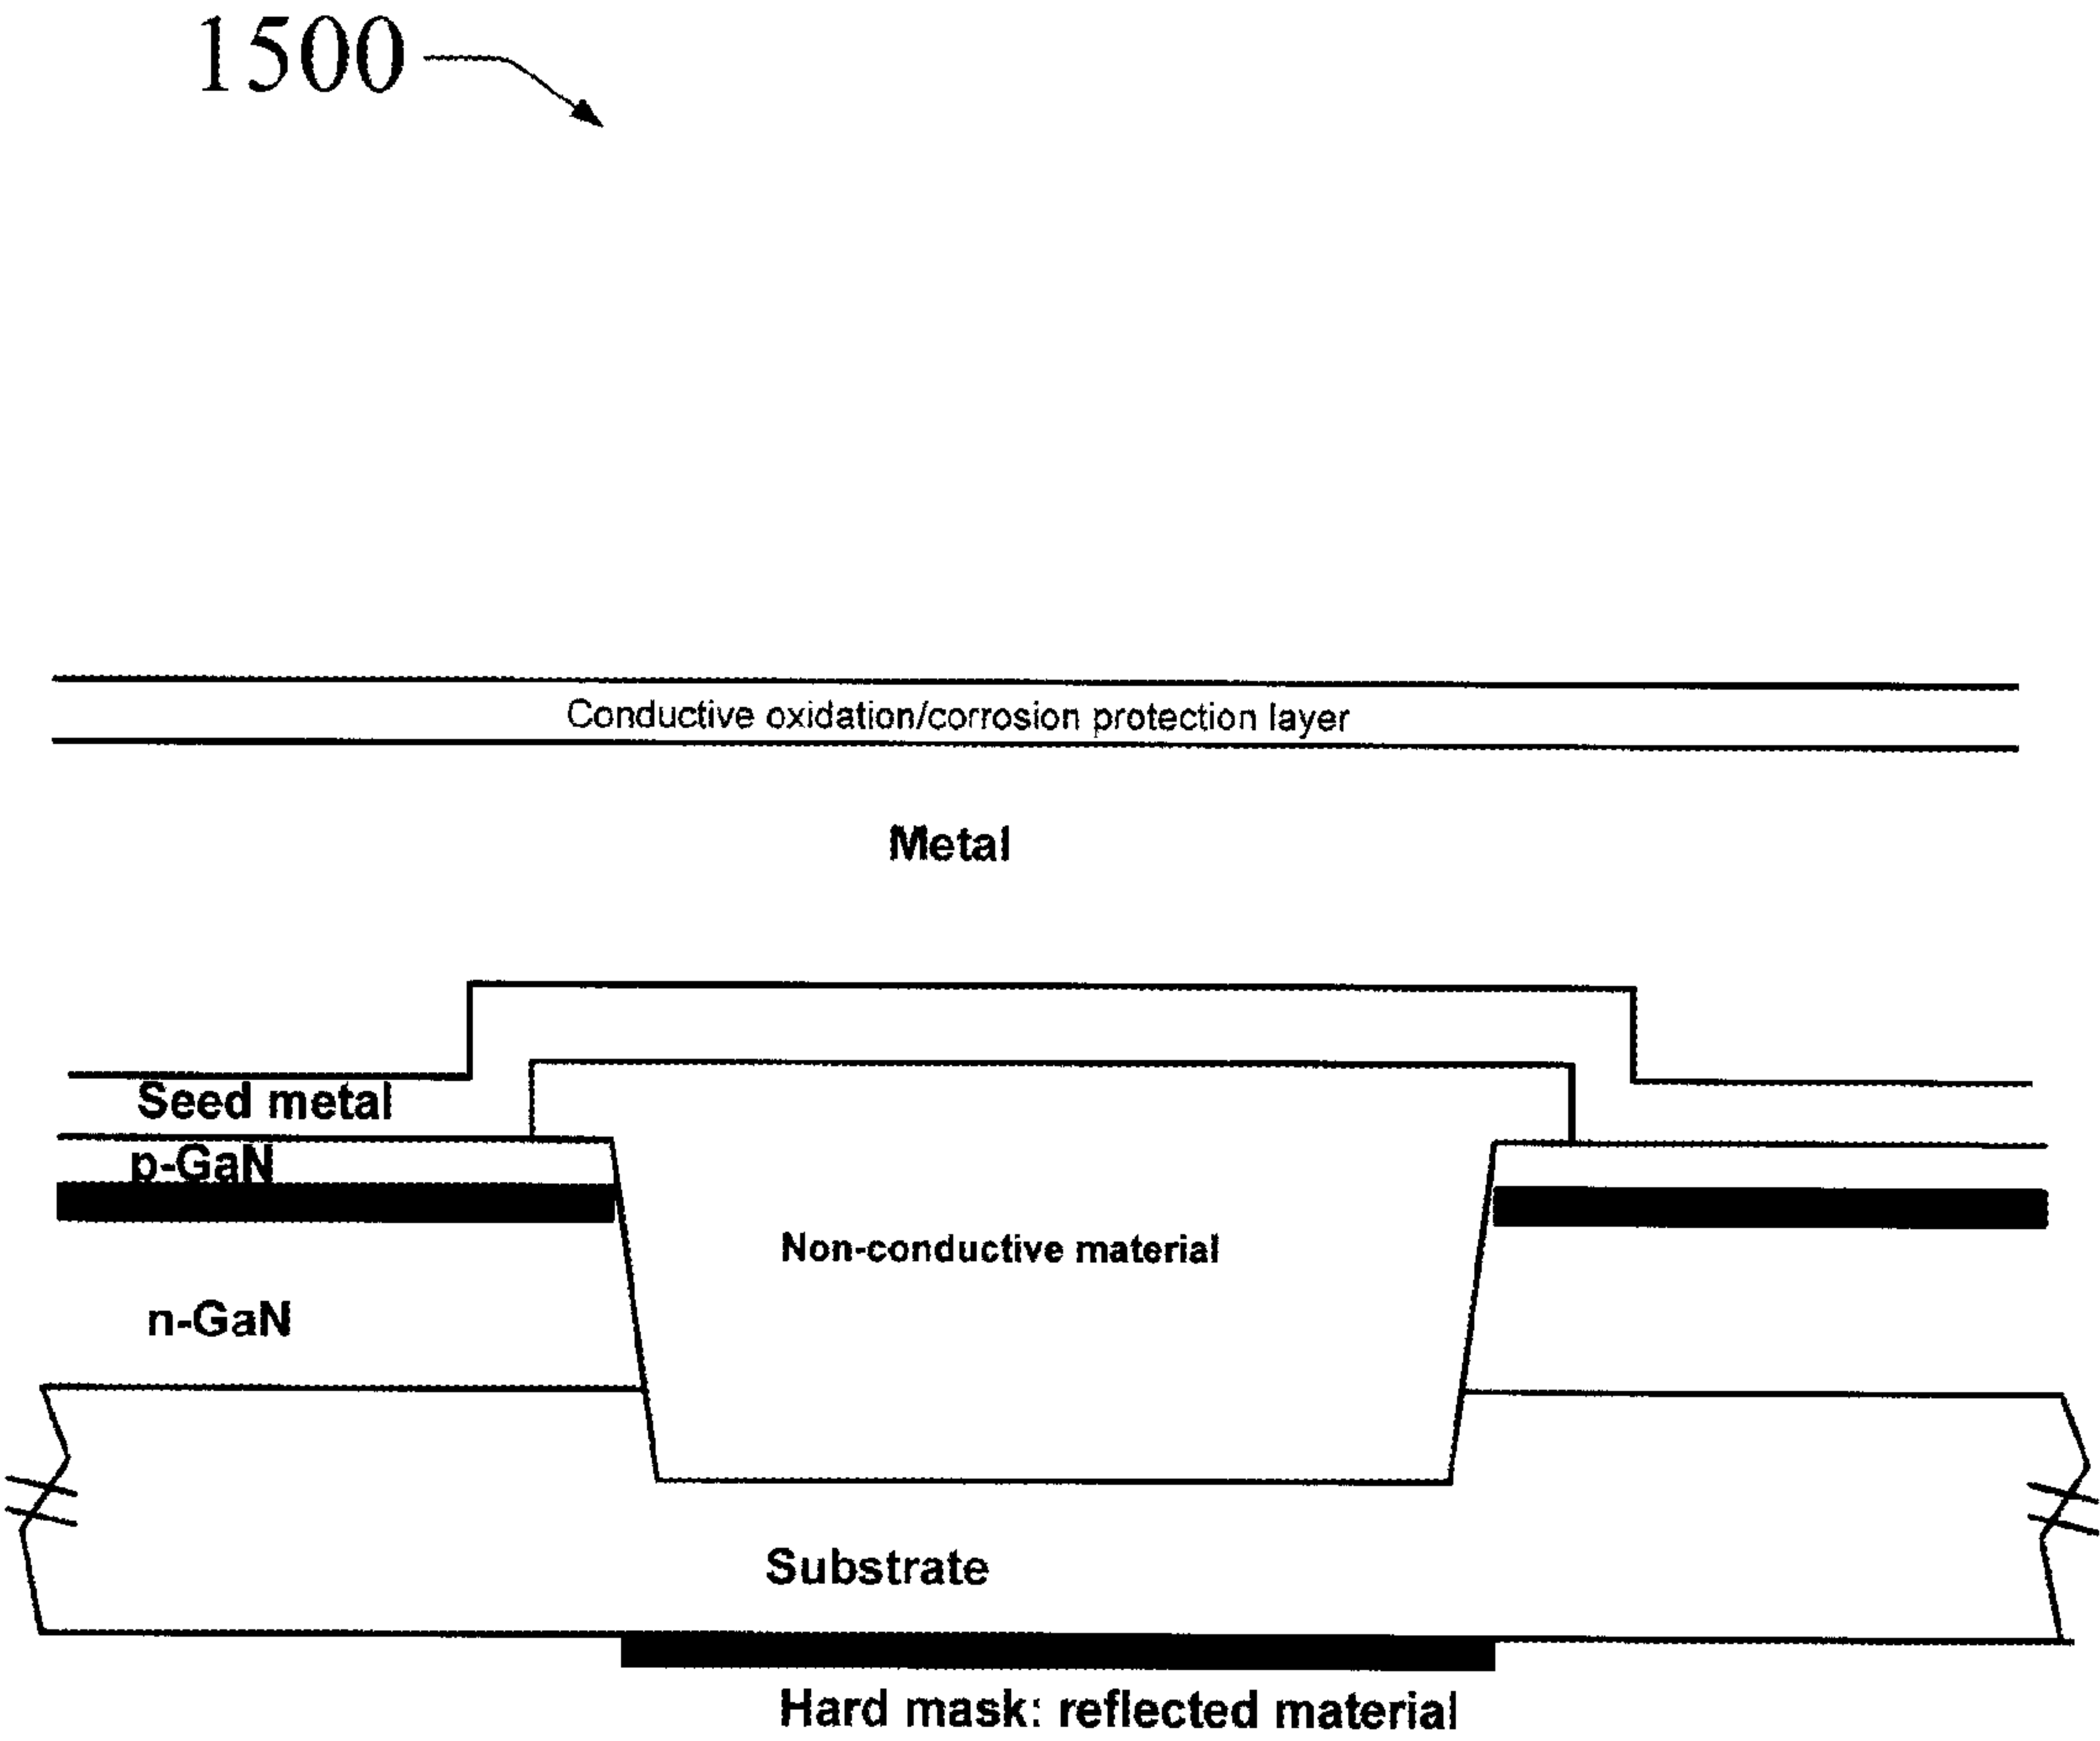 1500
Conductive oxidation/corrosion protection layer
Metal
Seed metal
p-GaN
Non-conductive material
n-GaN
Substrate
Hard mask: reflected material